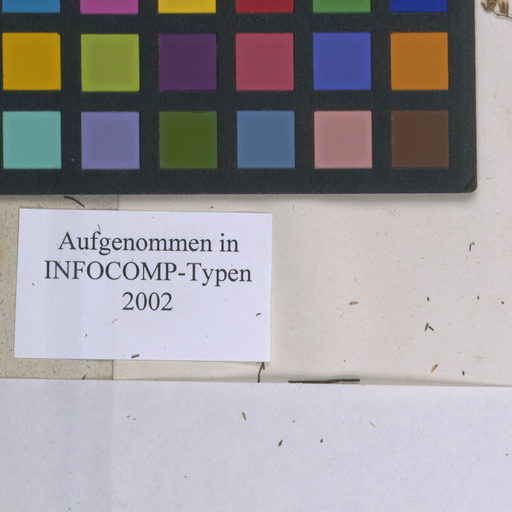 Aufgenommen in
INFOCOMP-Typen
2002